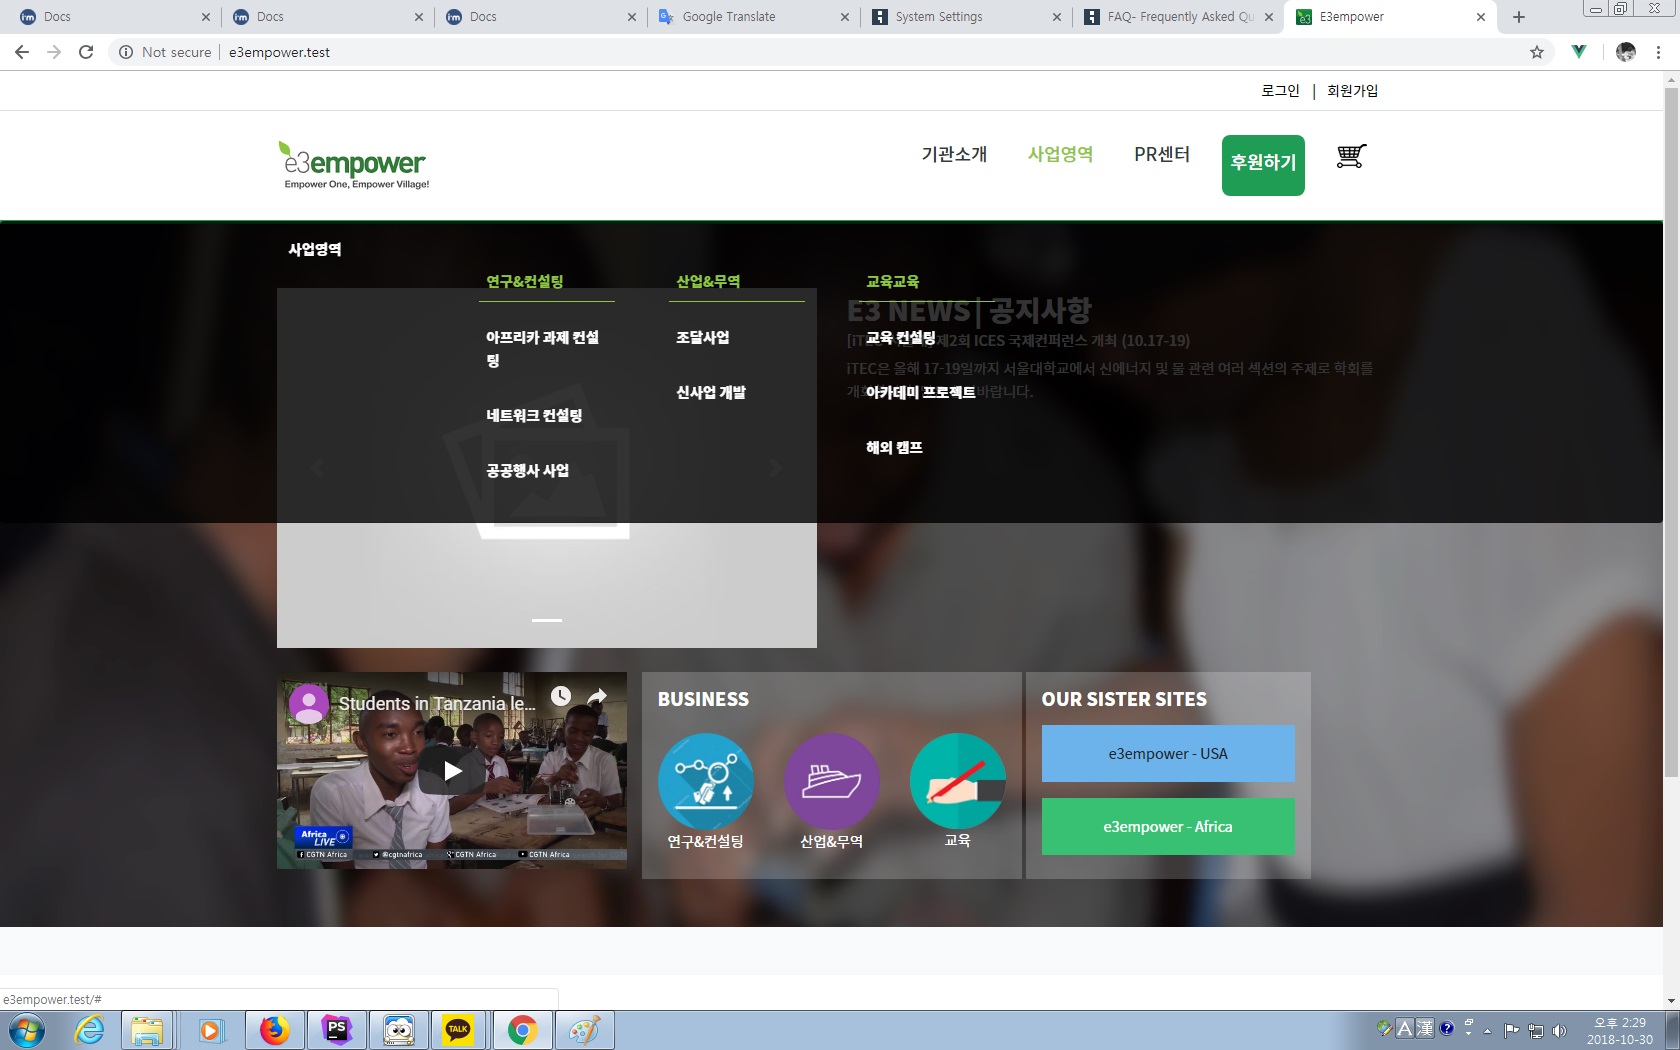 Docs
Docs
Docs
Google Translate
System Settings
FAQ- Frequently Asked Qu
E3empower
Not secure
e3empower.test
로그인 | 회원가입
e3empower
Empower One, Empower Village!
기관소개
사업영역
PR센터
후원하기
사업영역
연구&컨설팅
산업&무역
교육교육
E3 NEWS | 공지사항
아프리카 과제 컨설
팅
조달사업
교육 컨설팅
제2회 ICES 국제컨퍼런스 개최 (10.17-19)
iTEC은 올해 17-19일까지 서울대학교에서 신에너지 및 물 관련 여러 섹션의 주제로 학회를
바랍니다.
신사업 개발
아카데미 프로젝트
네트워크 컨설팅
해외 캠프
공공행사 사업
Students in Tanzania le...
Africa
LIVE
CGTN Africa
@cgtnafrica
CGTN Africa
CGTN Africa
BUSINESS
연구&컨설팅
산업&무역
교육
OUR SISTER SITES
e3empower - USA
e3empower - Africa
e3empower.test/#
PS
TALK
A 漢
오후 2:29
2018-10-30